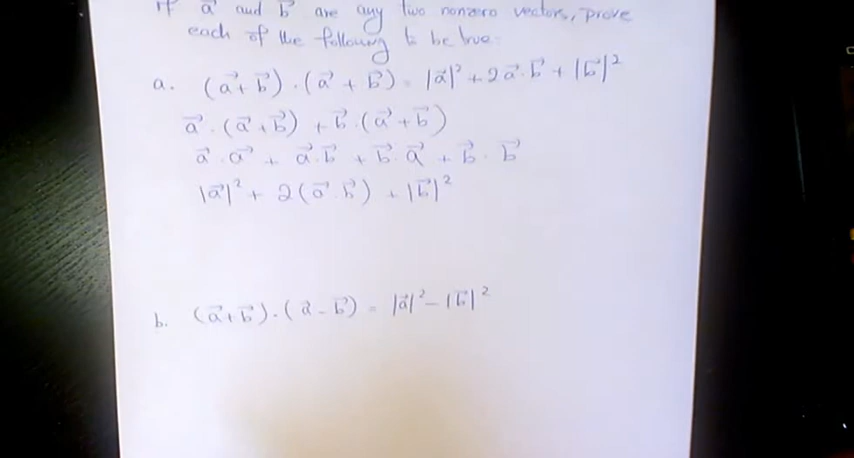 If a⃗ and b⃗ are any two nonzero vectors, prove
each of the following to be true.
a. (a⃗+b⃗)·(a⃗ + b⃗) = |a⃗|² + 2a⃗·b⃗ + |b⃗|²
a⃗·(a⃗+b⃗) + b⃗·(a⃗+b⃗)
a⃗·a⃗ + a⃗·b⃗ + b⃗·a⃗ + b⃗·b⃗
|a⃗|² + 2(a⃗·b⃗) + |b⃗|²
b. (a⃗+b⃗)·(a⃗-b⃗) = |a⃗|² - |b⃗|²